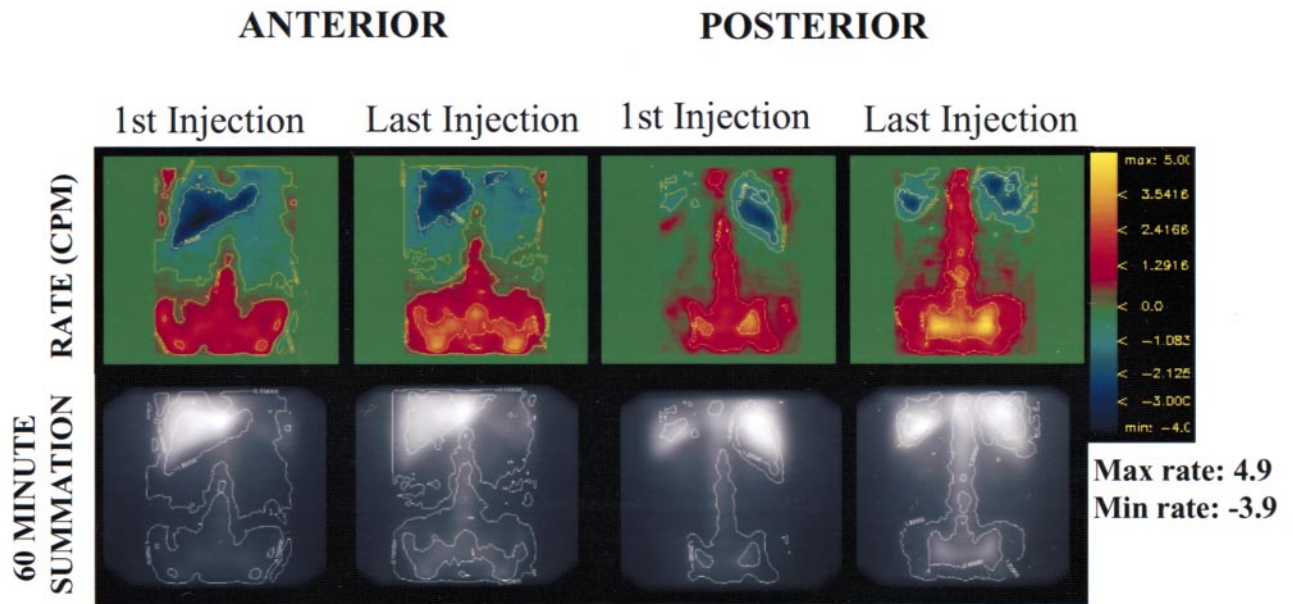 ANTERIOR POSTERIOR
1st Injection Last Injection 1st Injection Last Injection
RATE (CPM)
max: 5.00
< 3.5416
< 2.4166
< 1.2916
< 0.0
< -1.083
< -2.125
< -3.000
min: -4.0
60 MINUTE
SUMMATION
Max rate: 4.9
Min rate: -3.9